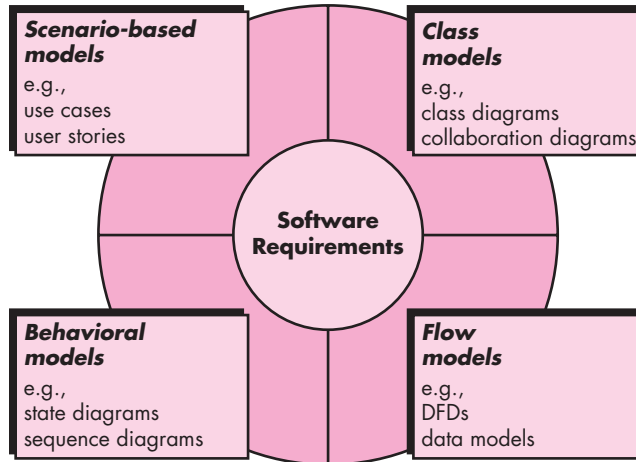 Scenario-based
models
e.g.,
use cases
user stories
Class
models
e.g.,
class diagrams
collaboration diagrams
Software
Requirements
Behavioral
models
e.g.,
state diagrams
sequence diagrams
Flow
models
e.g.,
DFDs
data models